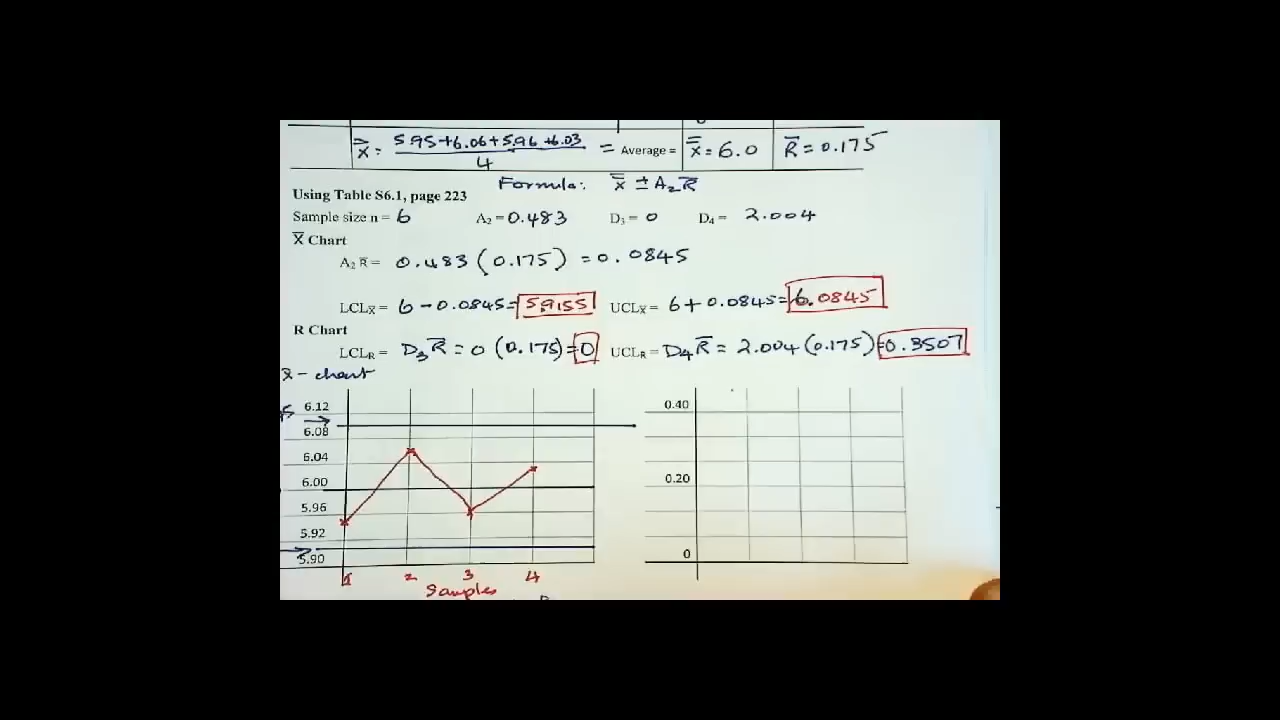 X̿ = (5.95+6.06+5.96+6.03)/4 = Average = X̿ = 6.0 R̅ = 0.175
Formula: X̿ ± A₂R̅
Using Table S6.1, page 223
Sample size n = 6 A₂ = 0.483 D₃ = 0 D₄ = 2.004
X̅ Chart
A₂ R̅ = 0.483 (0.175) = 0.0845
LCLX̅ = 6 - 0.0845 = 5.9155 UCLX̅ = 6 + 0.0845 = 6.0845
R Chart
LCLR = D₃R̅ = 0 (0.175) = 0 UCLR = D₄R̅ = 2.004 (0.175) = 0.3507
x̅ - chart
6.12
6.08
6.04
6.00
5.96
5.92
5.90
1 2 3 4
Samples
0.40
0.20
0